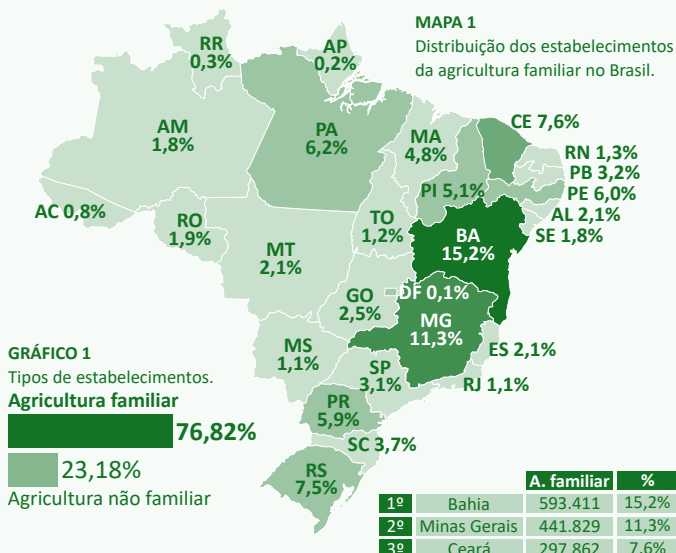 MAPA 1
Distribuição dos estabelecimentos
da agricultura familiar no Brasil.
RR
0,3%
AP
0,2%
AM
1,8%
PA
6,2%
MA
4,8%
CE 7,6%
RN 1,3%
PB 3,2%
PE 6,0%
AL 2,1%
SE 1,8%
PI 5,1%
AC 0,8%
RO
1,9%
TO
1,2%
BA
15,2%
MT
2,1%
GO
2,5%
DF 0,1%
MG
11,3%
ES 2,1%
RJ 1,1%
MS
1,1%
SP
3,1%
PR
5,9%
SC 3,7%
RS
7,5%
GRÁFICO 1
Tipos de estabelecimentos.
Agricultura familiar
76,82%
23,18%
Agricultura não familiar
A. familiar %
1º Bahia 593.411 15,2%
2º Minas Gerais 441.829 11,3%
3º Ceará 297.862 7,6%